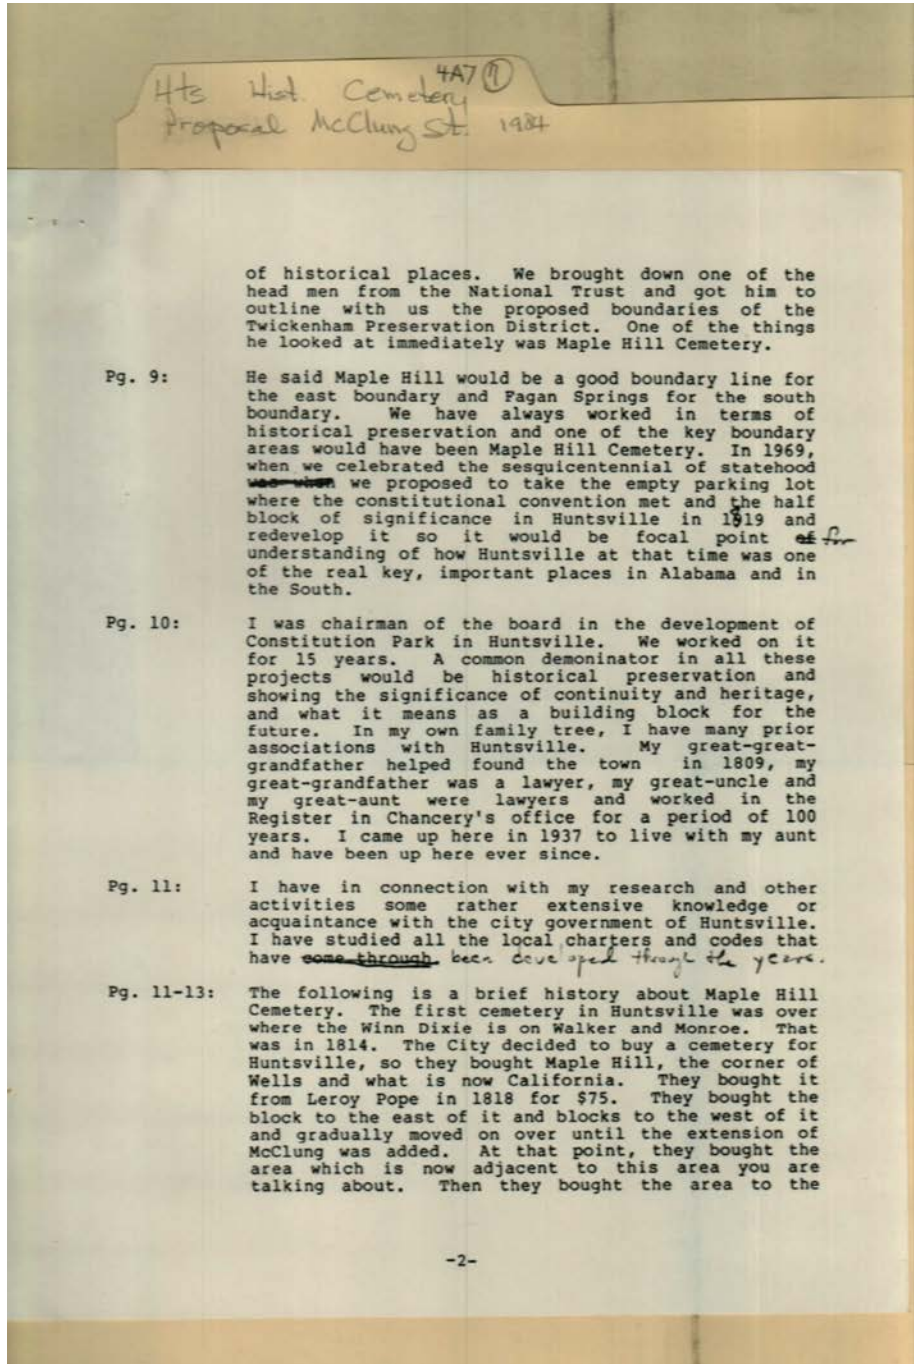 4A7 7
Hts Hist. Cemetery
Proposal McClung St. 1984
of historical places. We brought down one of the
head men from the National Trust and got him to
outline with us the proposed boundaries of the
Twickenham Preservation District. One of the things
he looked at immediately was Maple Hill Cemetery.
Pg. 9: He said Maple Hill would be a good boundary line for
the east boundary and Fagan Springs for the south
boundary. We have always worked in terms of
historical preservation and one of the key boundary
areas would have been Maple Hill Cemetery. In 1969,
when we celebrated the sesquicentennial of statehood
was when we proposed to take the empty parking lot
where the constitutional convention met and the half
block of significance in Huntsville in 1819 and
redevelop it so it would be focal point of for
understanding of how Huntsville at that time was one
of the real key, important places in Alabama and in
the South.
Pg. 10: I was chairman of the board in the development of
Constitution Park in Huntsville. We worked on it
for 15 years. A common demoninator in all these
projects would be historical preservation and
showing the significance of continuity and heritage,
and what it means as a building block for the
future. In my own family tree, I have many prior
associations with Huntsville. My great-great-
grandfather helped found the town in 1809, my
great-grandfather was a lawyer, my great-uncle and
my great-aunt were lawyers and worked in the
Register in Chancery's office for a period of 100
years. I came up here in 1937 to live with my aunt
and have been up here ever since.
Pg. 11: I have in connection with my research and other
activities some rather extensive knowledge or
acquaintance with the city government of Huntsville.
I have studied all the local charters and codes that
have come through been developed through the years.
Pg. 11-13: The following is a brief history about Maple Hill
Cemetery. The first cemetery in Huntsville was over
where the Winn Dixie is on Walker and Monroe. That
was in 1814. The City decided to buy a cemetery for
Huntsville, so they bought Maple Hill, the corner of
Wells and what is now California. They bought it
from Leroy Pope in 1818 for $75. They bought the
block to the east of it and blocks to the west of it
and gradually moved on over until the extension of
McClung was added. At that point, they bought the
area which is now adjacent to this area you are
talking about. Then they bought the area to the
-2-